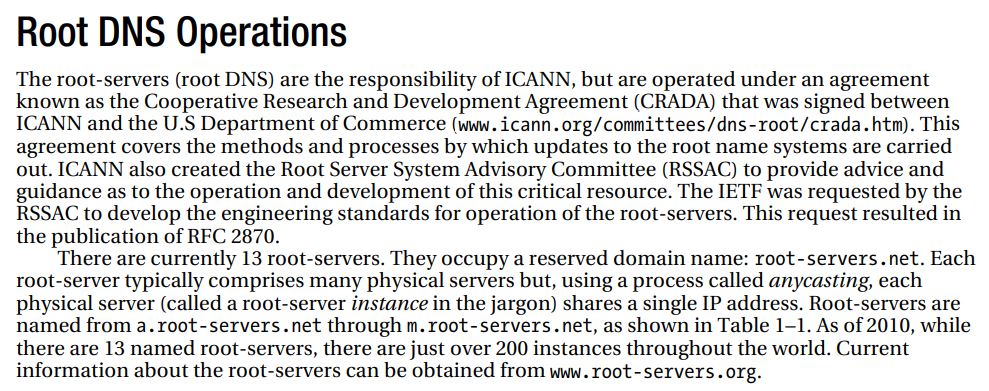 Root DNS Operations
The root-servers (root DNS) are the responsibility of ICANN, but are operated under an agreement
known as the Cooperative Research and Development Agreement (CRADA) that was signed between
ICANN and the U.S Department of Commerce (www.icann.org/committees/dns-root/crada.htm). This
agreement covers the methods and processes by which updates to the root name systems are carried
out. ICANN also created the Root Server System Advisory Committee (RSSAC) to provide advice and
guidance as to the operation and development of this critical resource. The IETF was requested by the
RSSAC to develop the engineering standards for operation of the root-servers. This request resulted in
the publication of RFC 2870.
There are currently 13 root-servers. They occupy a reserved domain name: root-servers.net. Each
root-server typically comprises many physical servers but, using a process called anycasting, each
physical server (called a root-server instance in the jargon) shares a single IP address. Root-servers are
named from a.root-servers.net through m.root-servers.net, as shown in Table 1–1. As of 2010, while
there are 13 named root-servers, there are just over 200 instances throughout the world. Current
information about the root-servers can be obtained from www.root-servers.org.